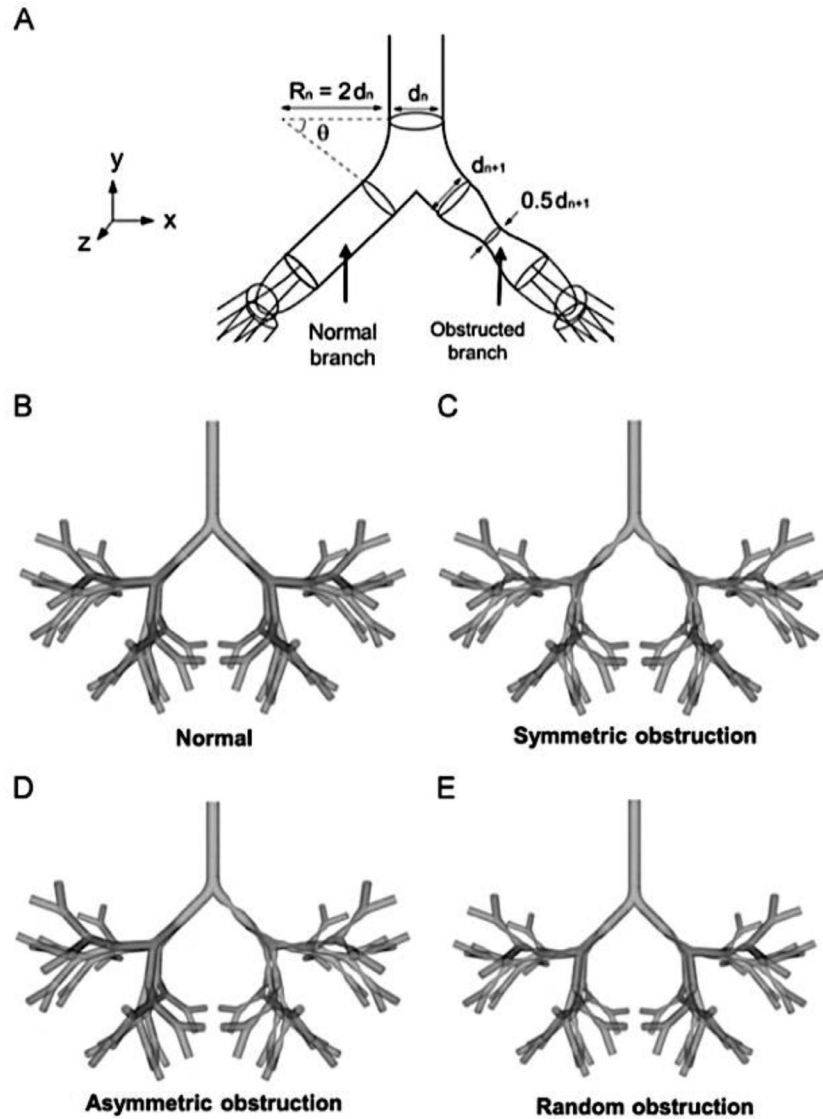 A
Rₙ = 2dₙ
dₙ
θ
dₙ₊₁
0.5dₙ₊₁
y
x
z
Normal
branch
Obstructed
branch
B
C
Normal
Symmetric obstruction
D
E
Asymmetric obstruction
Random obstruction